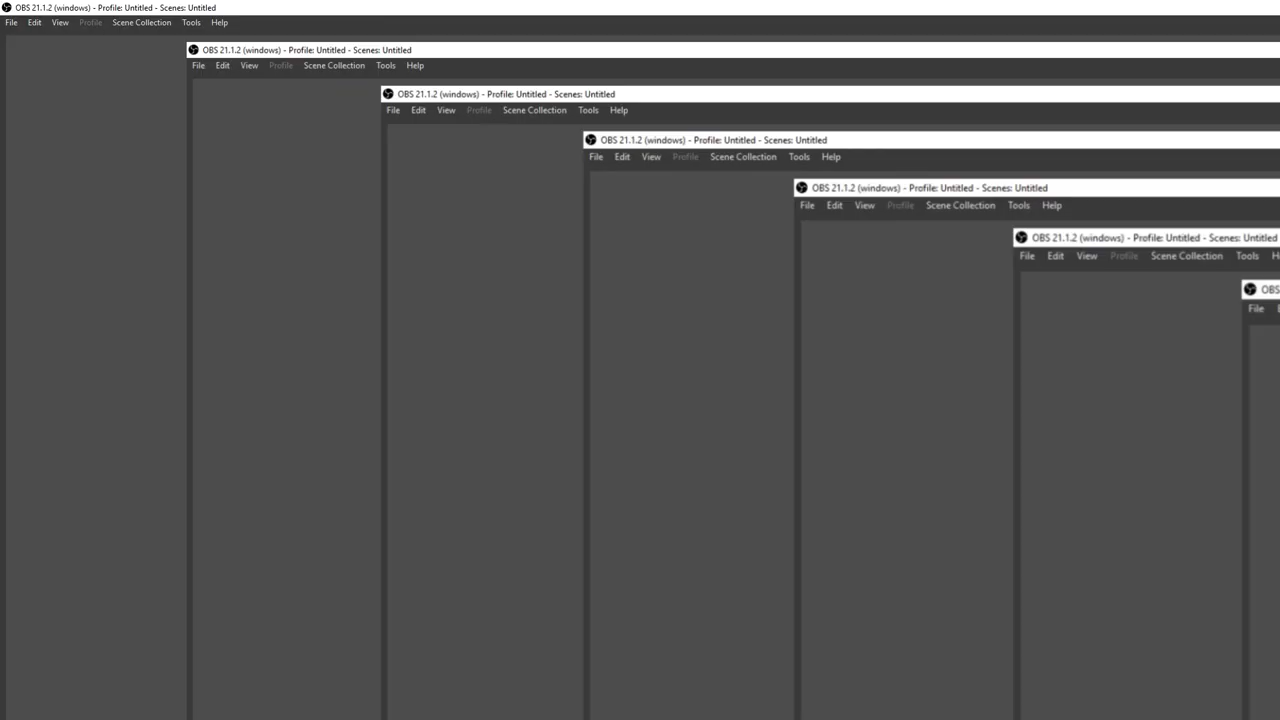 OBS 21.1.2 (windows) - Profile: Untitled - Scenes: Untitled
File Edit View Profile Scene Collection Tools Help
OBS 21.1.2 (windows) - Profile: Untitled - Scenes: Untitled
File Edit View Profile Scene Collection Tools Help
OBS 21.1.2 (windows) - Profile: Untitled - Scenes: Untitled
File Edit View Profile Scene Collection Tools Help
OBS 21.1.2 (windows) - Profile: Untitled - Scenes: Untitled
File Edit View Profile Scene Collection Tools Help
OBS 21.1.2 (windows) - Profile: Untitled - Scenes: Untitled
File Edit View Profile Scene Collection Tools Help
OBS 21.1.2 (windows) - Profile: Untitled - Scenes: Untitled
File Edit View Profile Scene Collection Tools
OBS
File